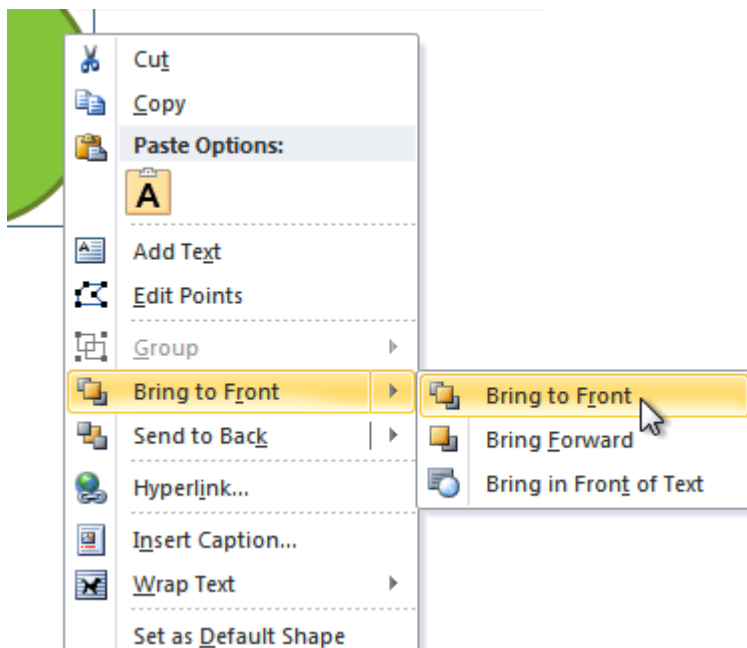 Cut
Copy
Paste Options:
A
Add Text
Edit Points
Group
Bring to Front
Send to Back
Hyperlink...
Insert Caption...
Wrap Text
Set as Default Shape
Bring to Front
Bring Forward
Bring in Front of Text